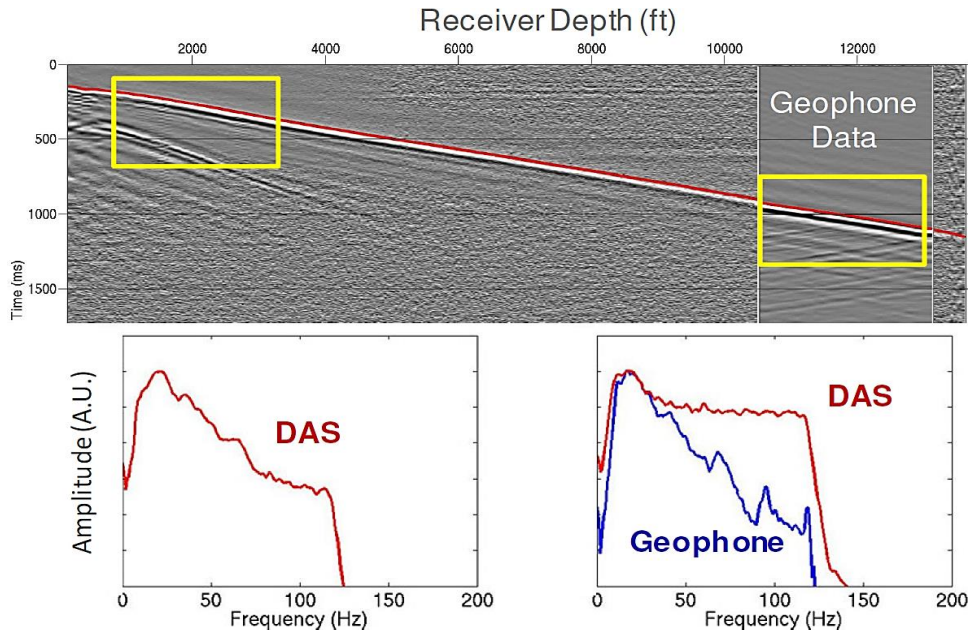 Receiver Depth (ft)
2000 4000 6000 8000 10000 12000
0
500
1000
1500
Time (ms)
Geophone
Data
Amplitude (A.U.)
DAS
0 50 100 150 200
Frequency (Hz)
DAS
Geophone
0 50 100 150 200
Frequency (Hz)